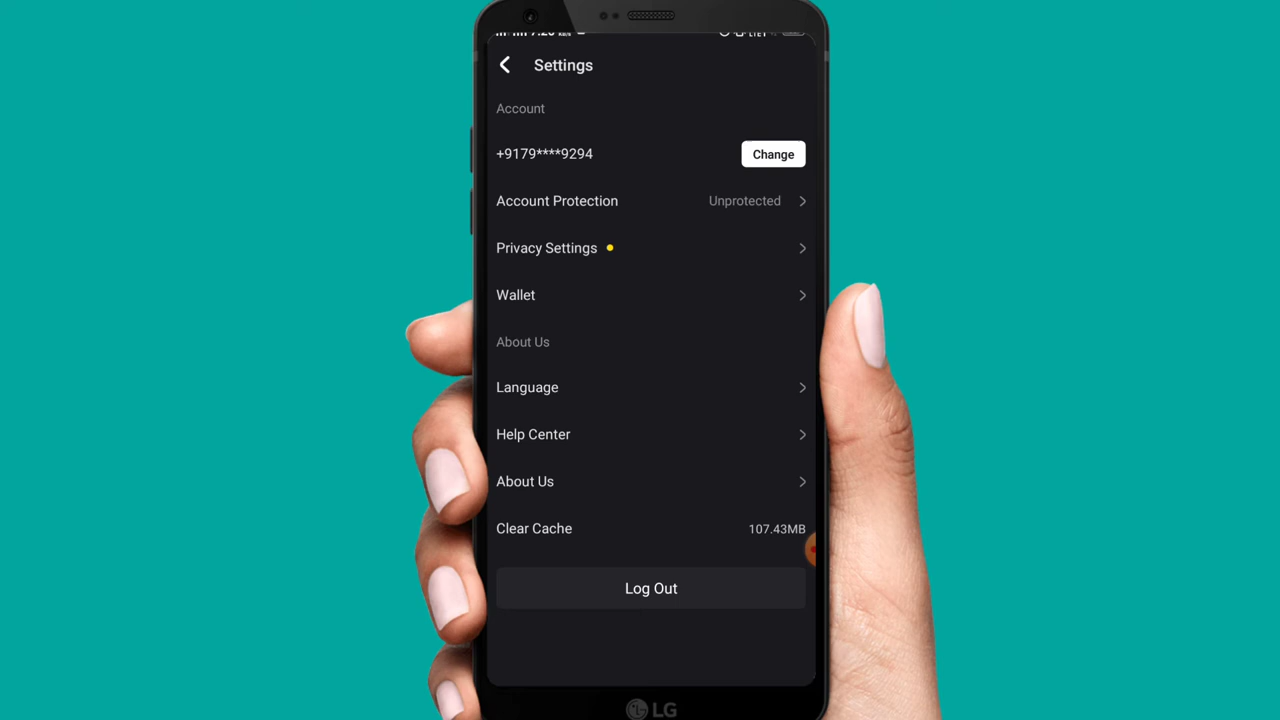 Settings
Account
+9179****9294
Change
Account Protection
Unprotected
Privacy Settings
Wallet
About Us
Language
Help Center
About Us
Clear Cache
107.43MB
Log Out
LG